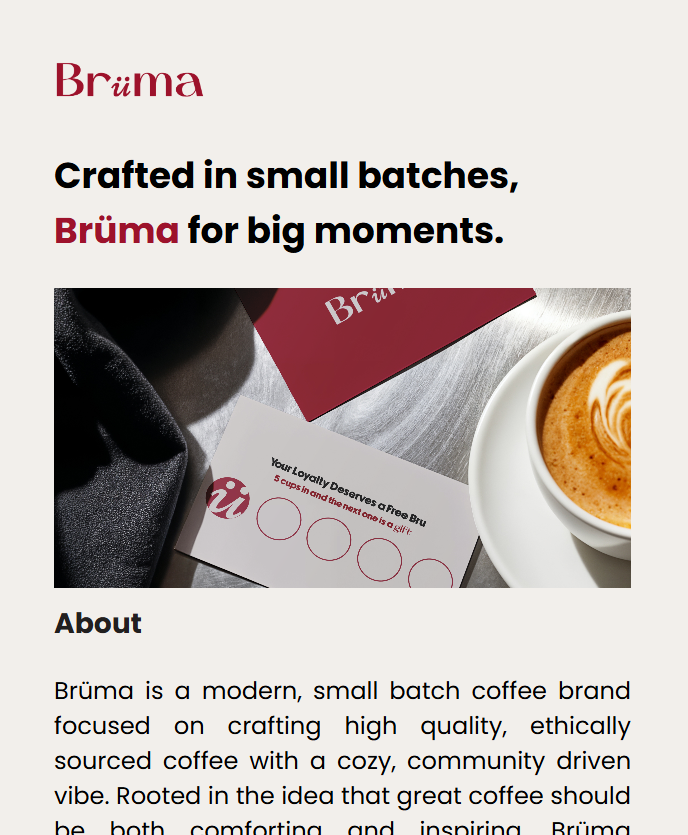 Brüma
Crafted in small batches,
Brüma for big moments.
Brü
Your Loyalty Deserves a Free Bru
5 cups in and the next one is a gift
ü
About
Brüma is a modern, small batch coffee brand
focused on crafting high quality, ethically
sourced coffee with a cozy, community driven
vibe. Rooted in the idea that great coffee should
be both comforting and inspiring, Brüma